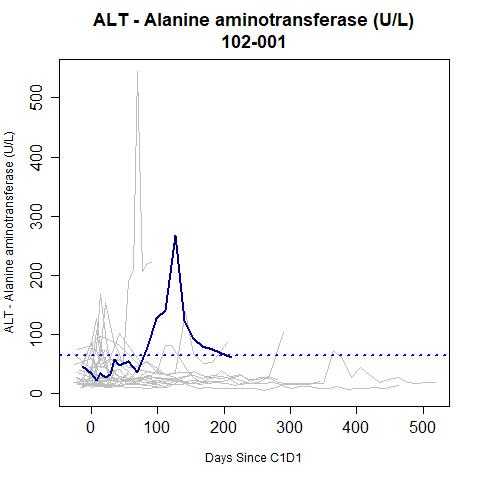 ALT - Alanine aminotransferase (U/L)
102-001
ALT - Alanine aminotransferase (U/L)
500
400
300
200
100
0
0 100 200 300 400 500
Days Since C1D1